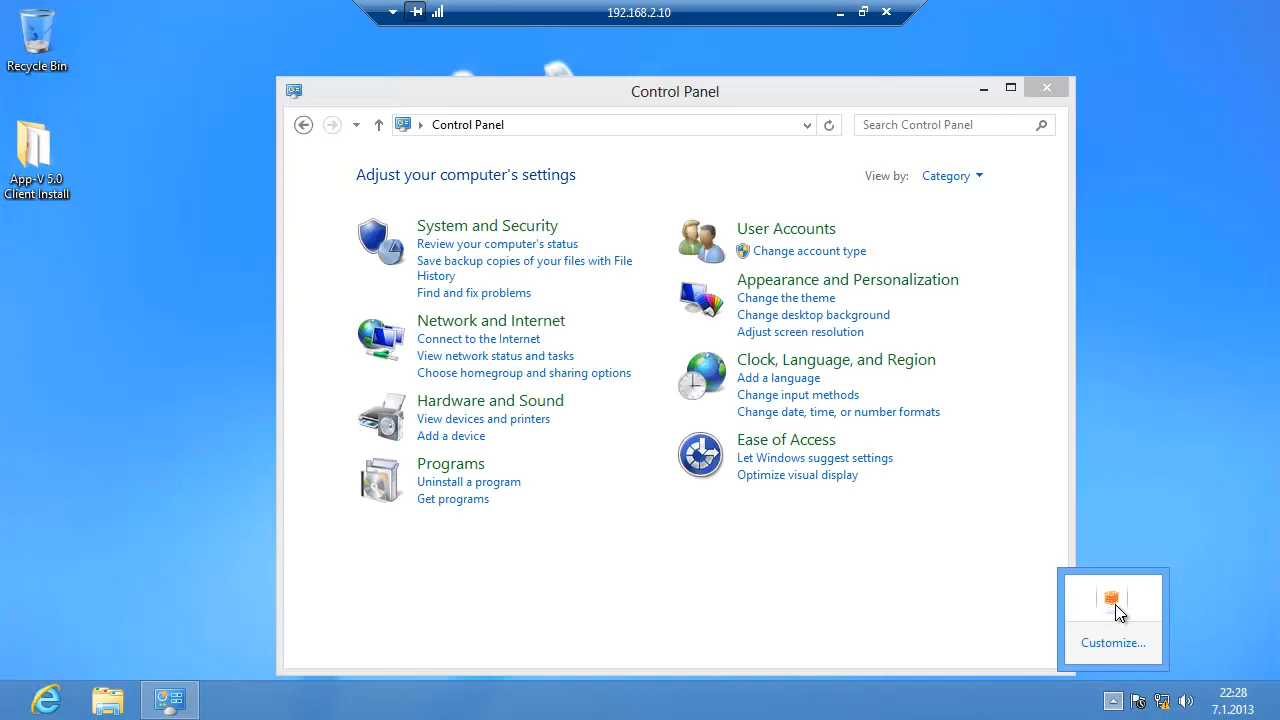 192.168.2.10
Recycle Bin
App-V 5.0
Client Install
Control Panel
Control Panel
Search Control Panel
Adjust your computer's settings
View by:
Category
System and Security
Review your computer's status
Save backup copies of your files with File
History
Find and fix problems
Network and Internet
Connect to the Internet
View network status and tasks
Choose homegroup and sharing options
Hardware and Sound
View devices and printers
Add a device
Programs
Uninstall a program
Get programs
User Accounts
Change account type
Appearance and Personalization
Change the theme
Change desktop background
Adjust screen resolution
Clock, Language, and Region
Add a language
Change input methods
Change date, time, or number formats
Ease of Access
Let Windows suggest settings
Optimize visual display
Customize...
22:28
7.1.2013